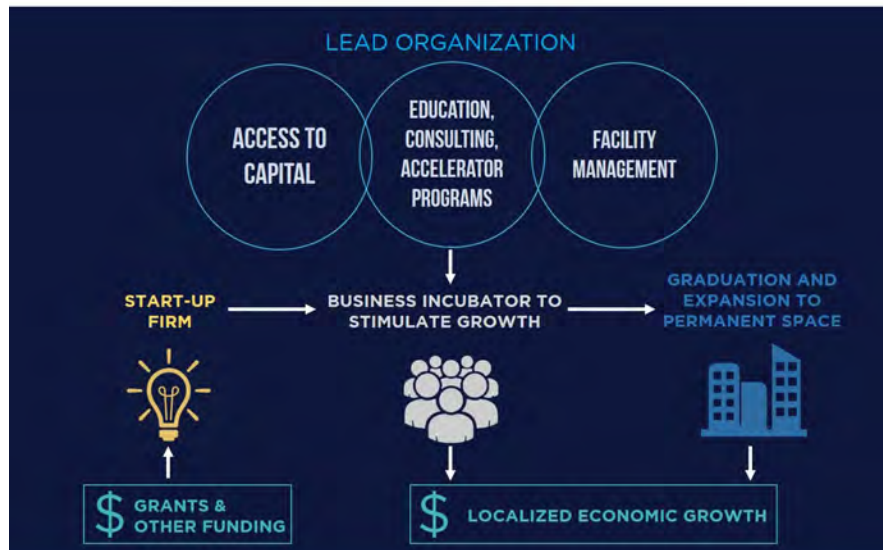 LEAD ORGANIZATION
ACCESS TO
CAPITAL
EDUCATION,
CONSULTING,
ACCELERATOR
PROGRAMS
FACILITY
MANAGEMENT
START-UP
FIRM
BUSINESS INCUBATOR TO
STIMULATE GROWTH
GRADUATION AND
EXPANSION TO
PERMANENT SPACE
$ GRANTS &
OTHER FUNDING
$ LOCALIZED ECONOMIC GROWTH